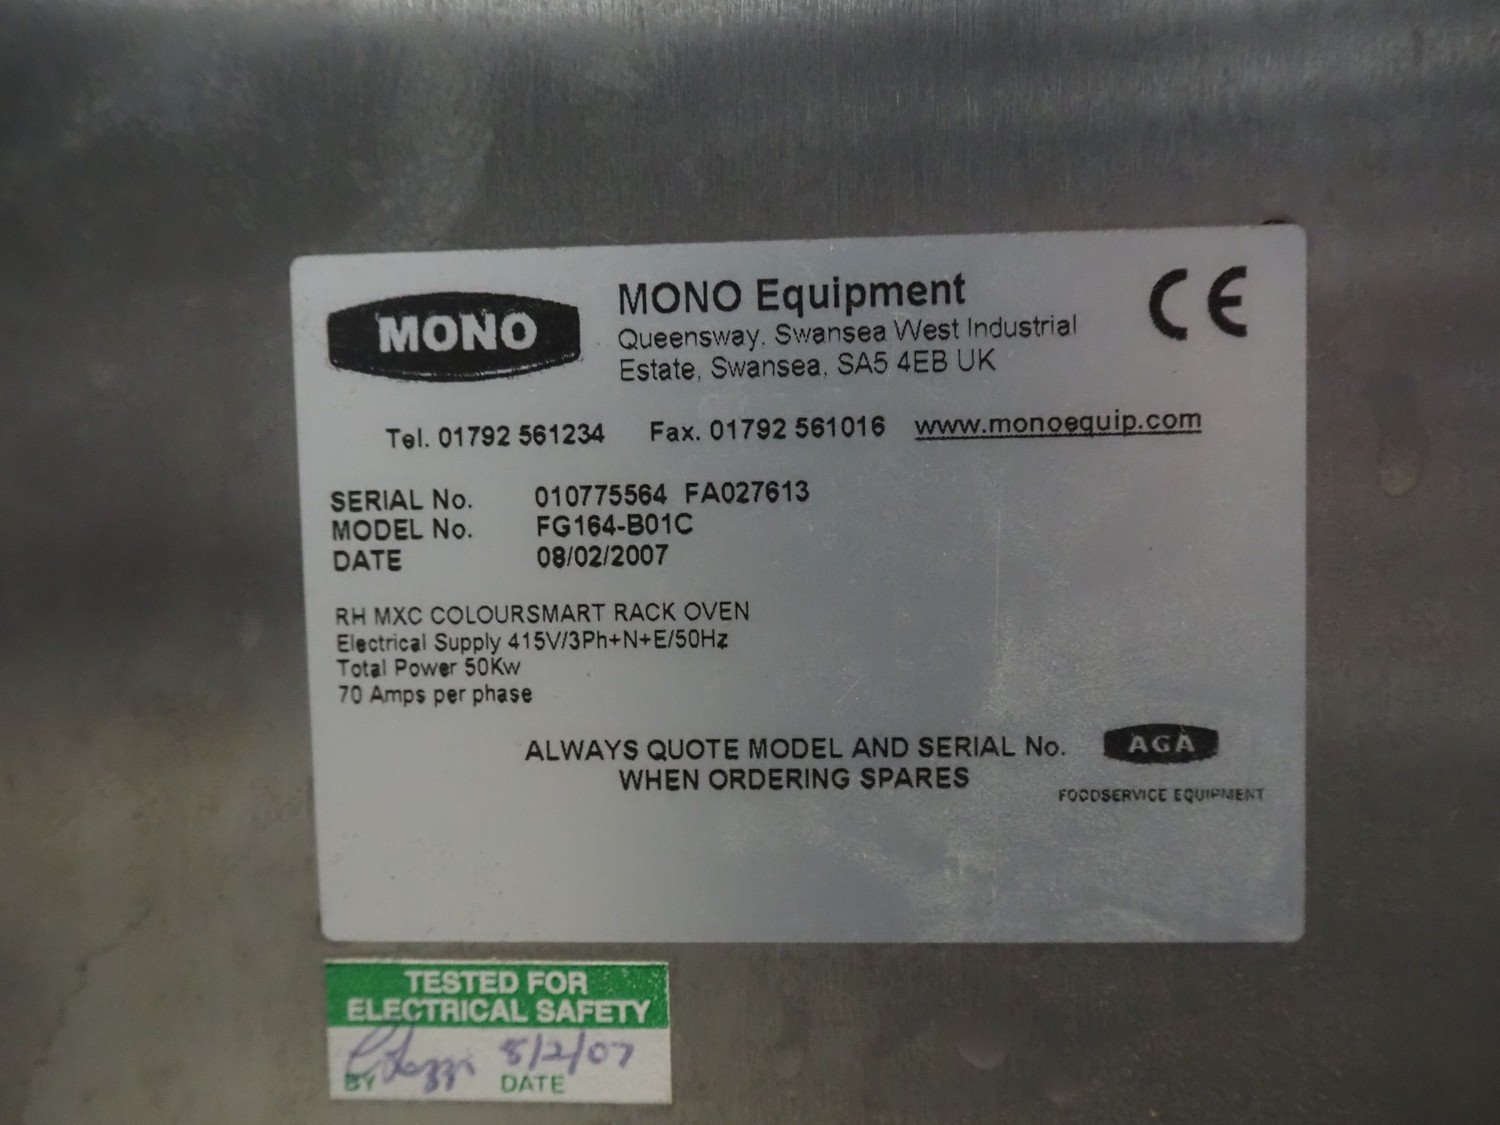 MONO
MONO Equipment
Queensway, Swansea West Industrial
Estate, Swansea, SA5 4EB UK
CE
Tel. 01792 561234 Fax. 01792 561016 www.monoequip.com
SERIAL No. 010775564 FA027613
MODEL No. FG164-B01C
DATE 08/02/2007
RH MXC COLOURSMART RACK OVEN
Electrical Supply 415V/3Ph+N+E/50Hz
Total Power 50Kw
70 Amps per phase
ALWAYS QUOTE MODEL AND SERIAL No.
WHEN ORDERING SPARES
AGA
FOODSERVICE EQUIPMENT
TESTED FOR
ELECTRICAL SAFETY
8/2/07
BY DATE